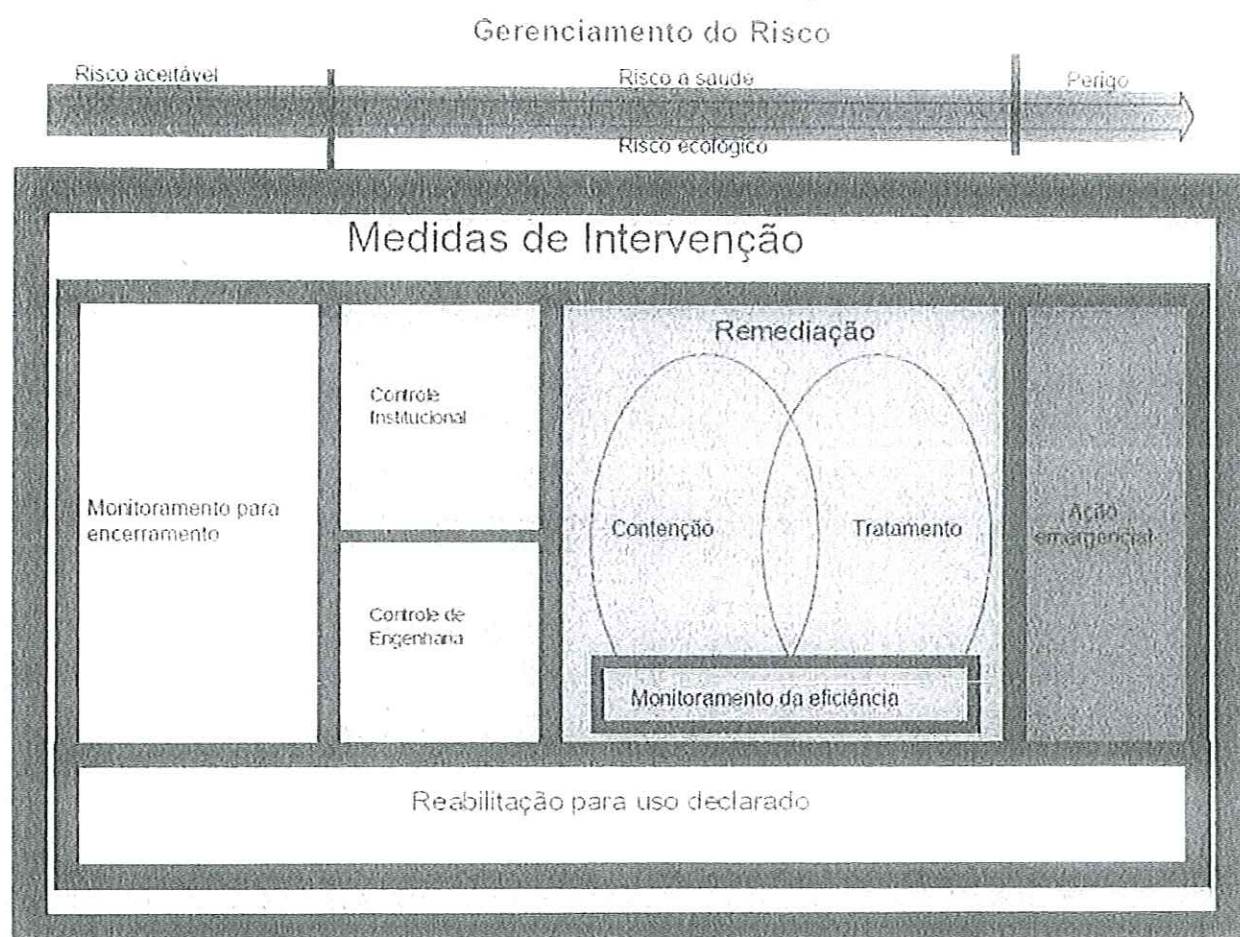 Gerenciamento do Risco
Risco aceitável
Risco a saúde
Perigo
Risco ecológico
Medidas de Intervenção
Monitoramento para
encerramento
Controle
Institucional
Controle de
Engenharia
Remediação
Contenção
Tratamento
Monitoramento da eficiência
Ação
emergencial
Reabilitação para uso declarado